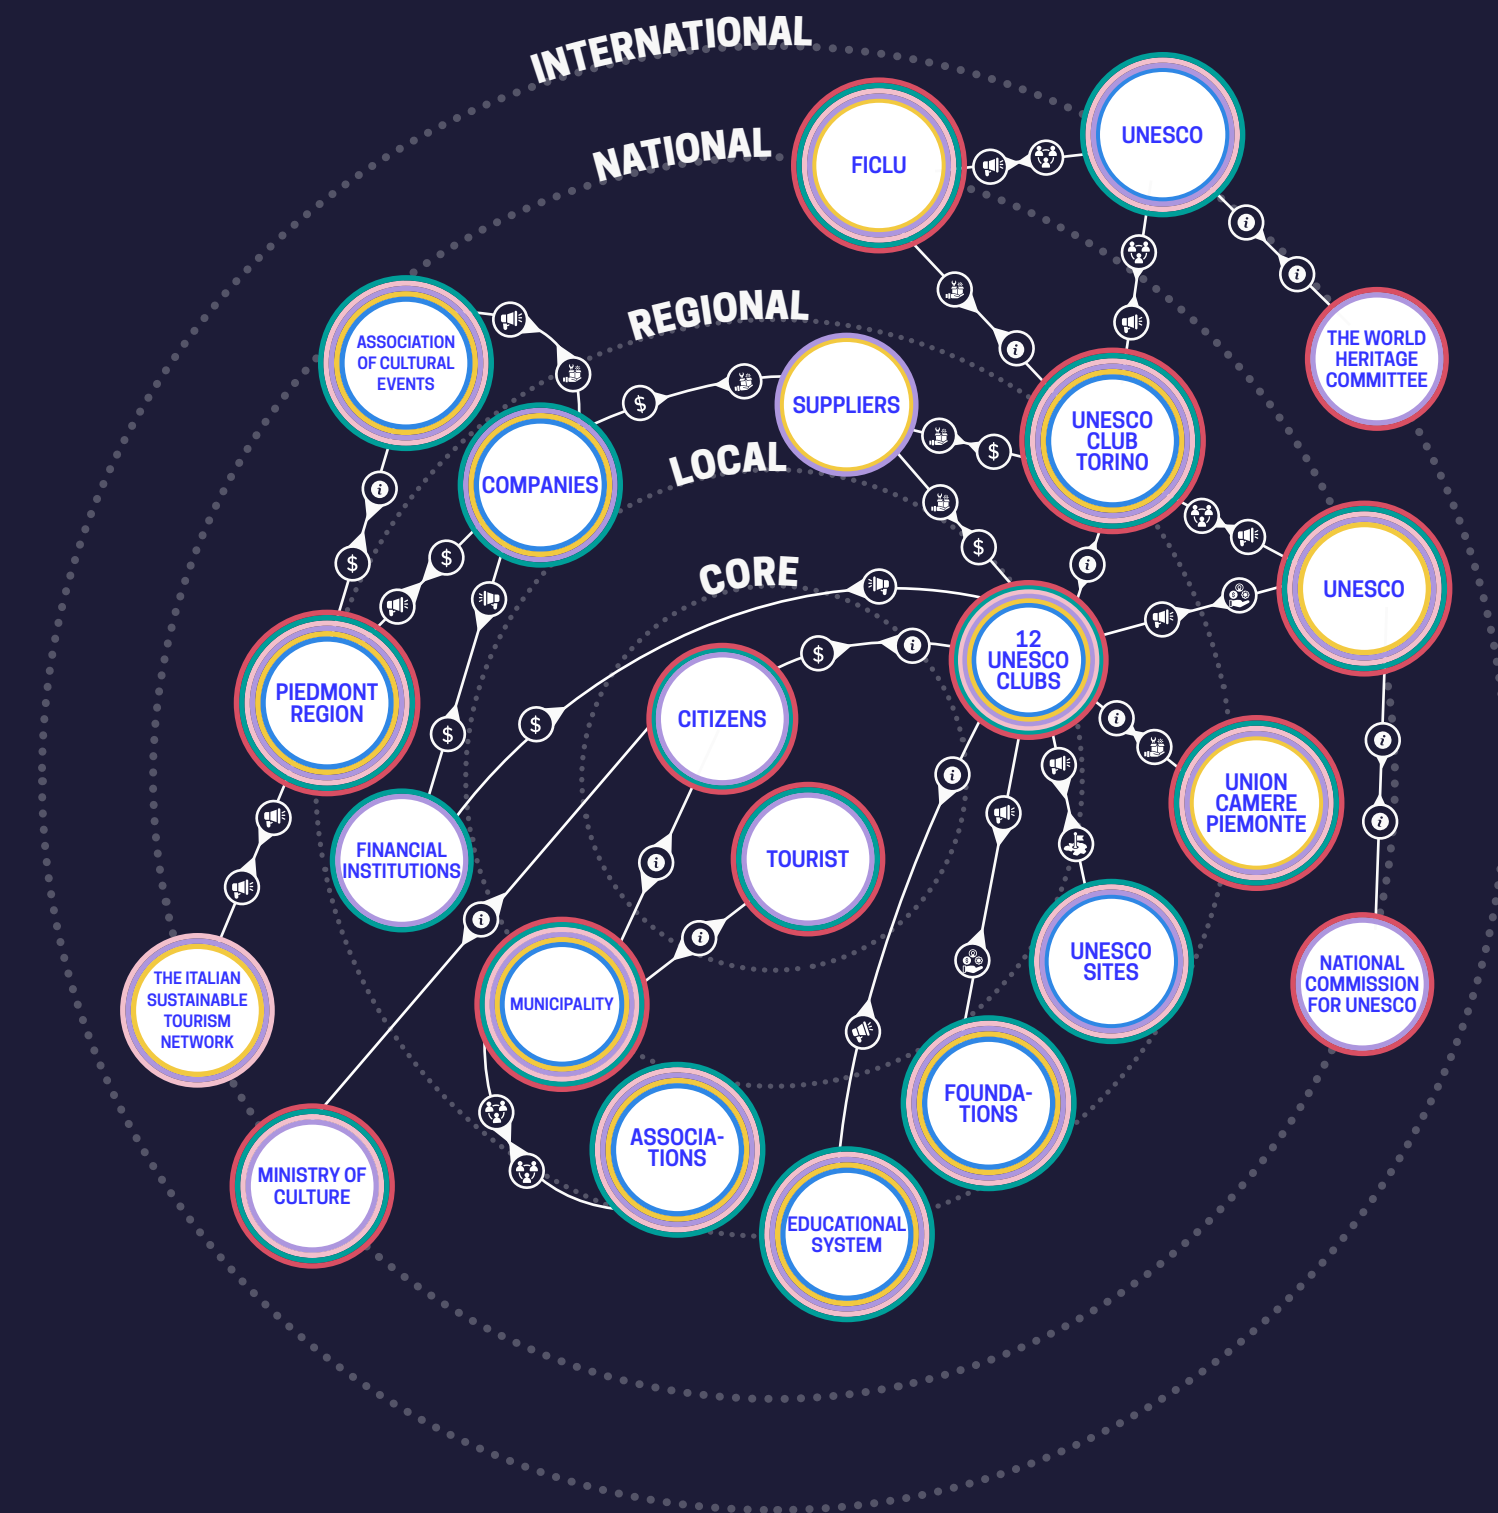 INTERNATIONAL
NATIONAL
REGIONAL
LOCAL
CORE
FICLU
UNESCO
THE WORLD
HERITAGE
COMMITTEE
ASSOCIATION
OF CULTURAL
EVENTS
COMPANIES
SUPPLIERS
UNESCO
CLUB
TORINO
UNESCO
12
UNESCO
CLUBS
PIEDMONT
REGION
CITIZENS
UNION
CAMERE
PIEMONTE
FINANCIAL
INSTITUTIONS
TOURIST
UNESCO
SITES
NATIONAL
COMMISSION
FOR UNESCO
THE ITALIAN
SUSTAINABLE
TOURISM
NETWORK
MUNICIPALITY
FOUNDA-
TIONS
ASSOCIA-
TIONS
MINISTRY OF
CULTURE
EDUCATIONAL
SYSTEM